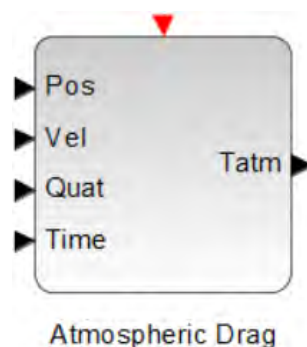 Pos
Vel
Tatm
Quat
Time
Atmospheric Drag